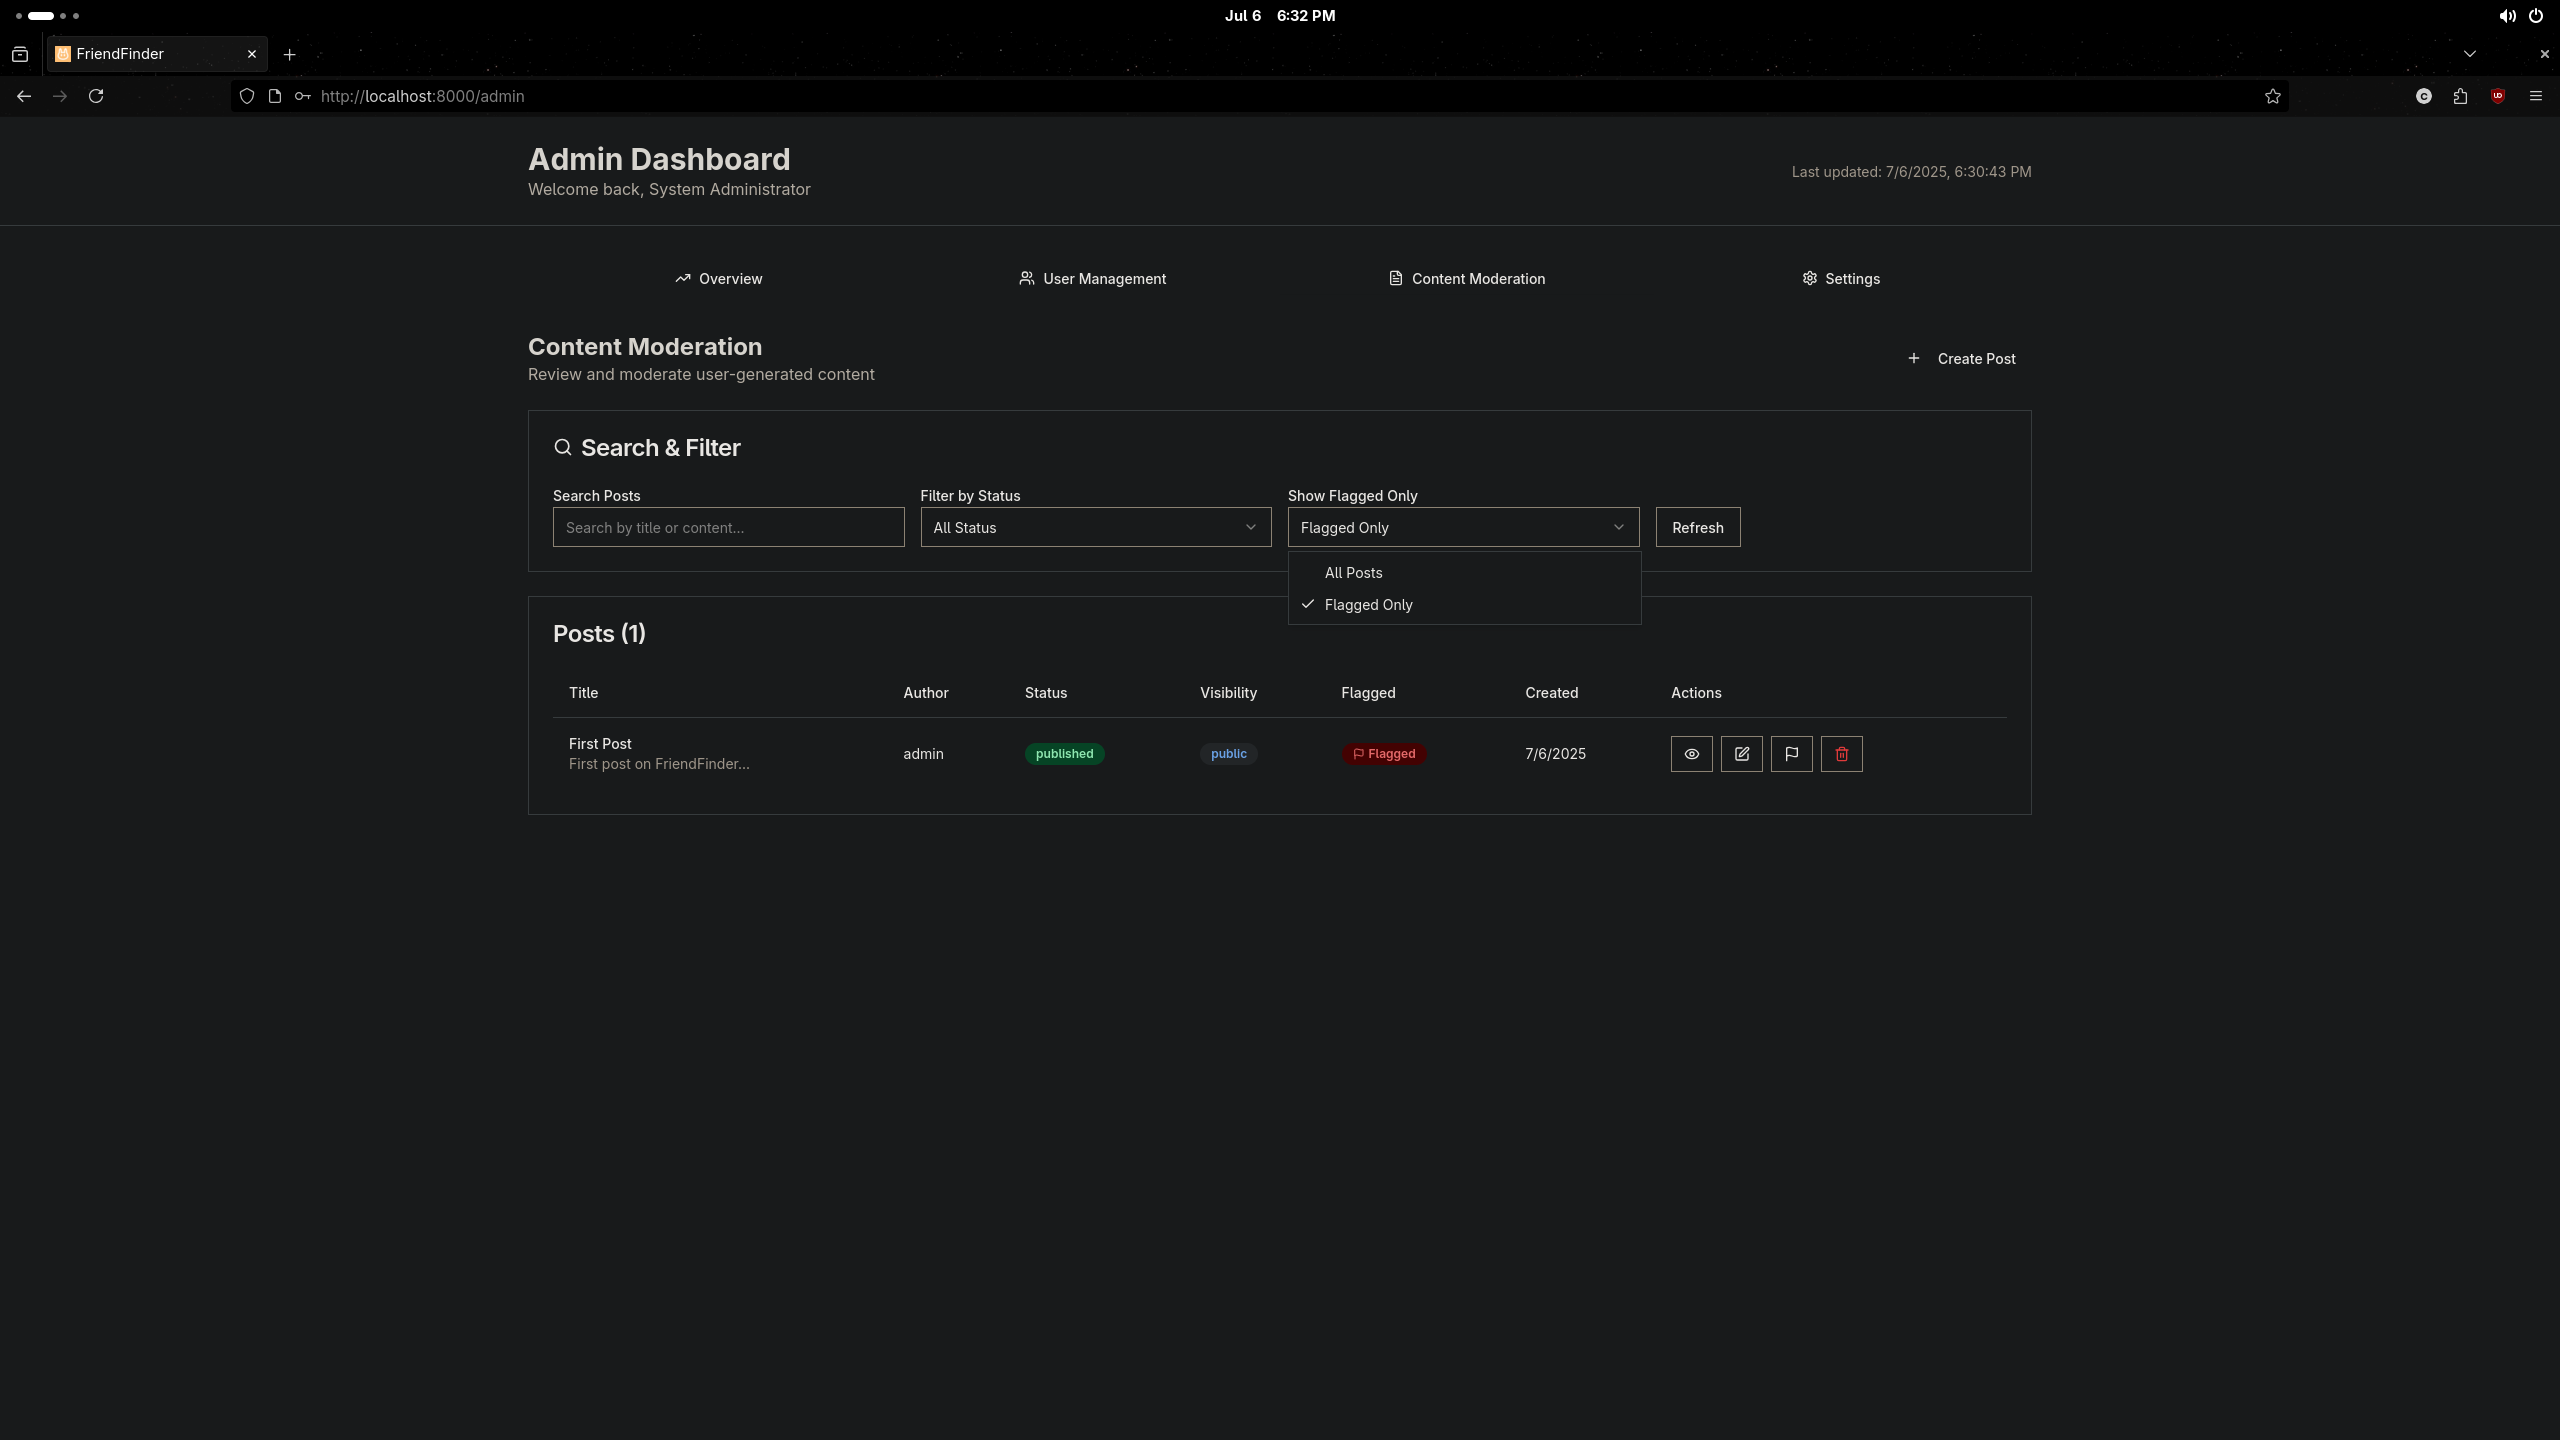 Jul 6 6:32 PM
FriendFinder
http://localhost:8000/admin
Admin Dashboard
Welcome back, System Administrator
Last updated: 7/6/2025, 6:30:43 PM
Overview
User Management
Content Moderation
Settings
Content Moderation
Review and moderate user-generated content
Create Post
Search & Filter
Search Posts
Filter by Status
Show Flagged Only
Search by title or content...
All Status
Flagged Only
Refresh
All Posts
Flagged Only
Posts (1)
Title Author Status Visibility Flagged Created Actions
First Post
First post on FriendFinder...
admin
published
public
Flagged
7/6/2025